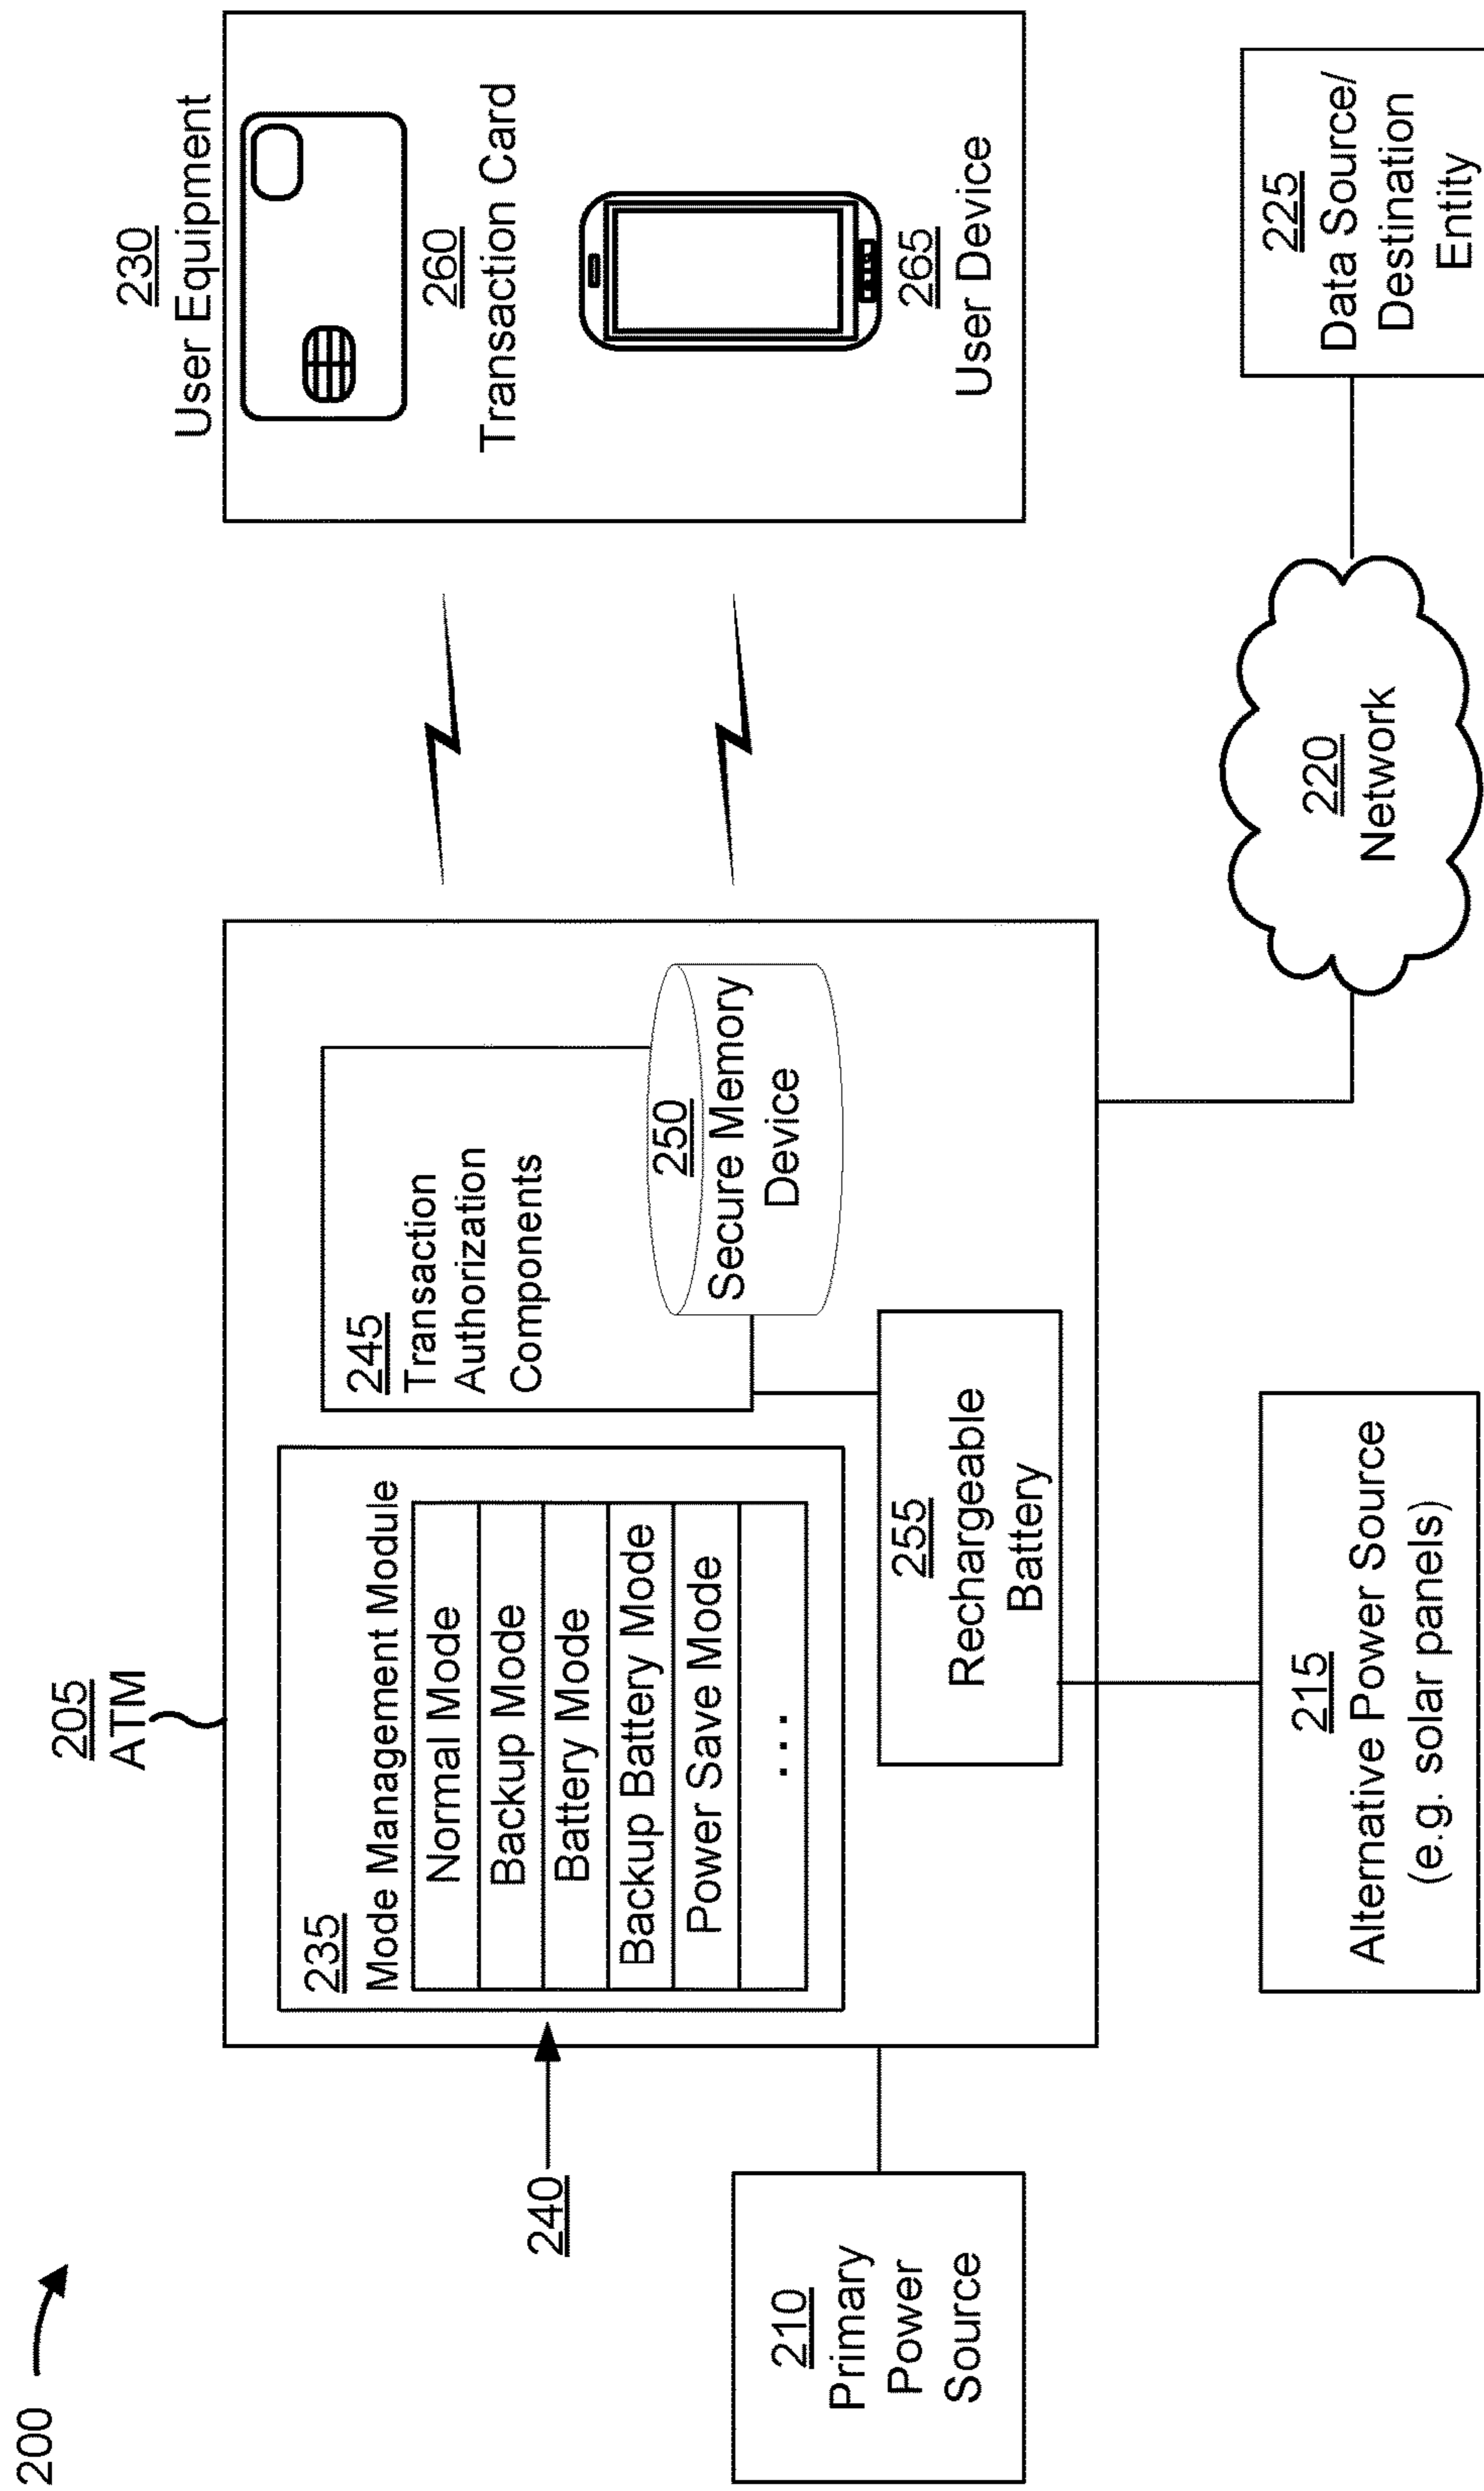 200
205
ATM
235
Mode Management Module
Normal Mode
Backup Mode
Battery Mode
Backup Battery Mode
Power Save Mode
...
240
245
Transaction
Authorization
Components
250
Secure Memory
Device
255
Rechargeable
Battery
210
Primary
Power
Source
215
Alternative Power Source
(e.g. solar panels)
230
User Equipment
260
Transaction Card
265
User Device
220
Network
225
Data Source/
Destination
Entity